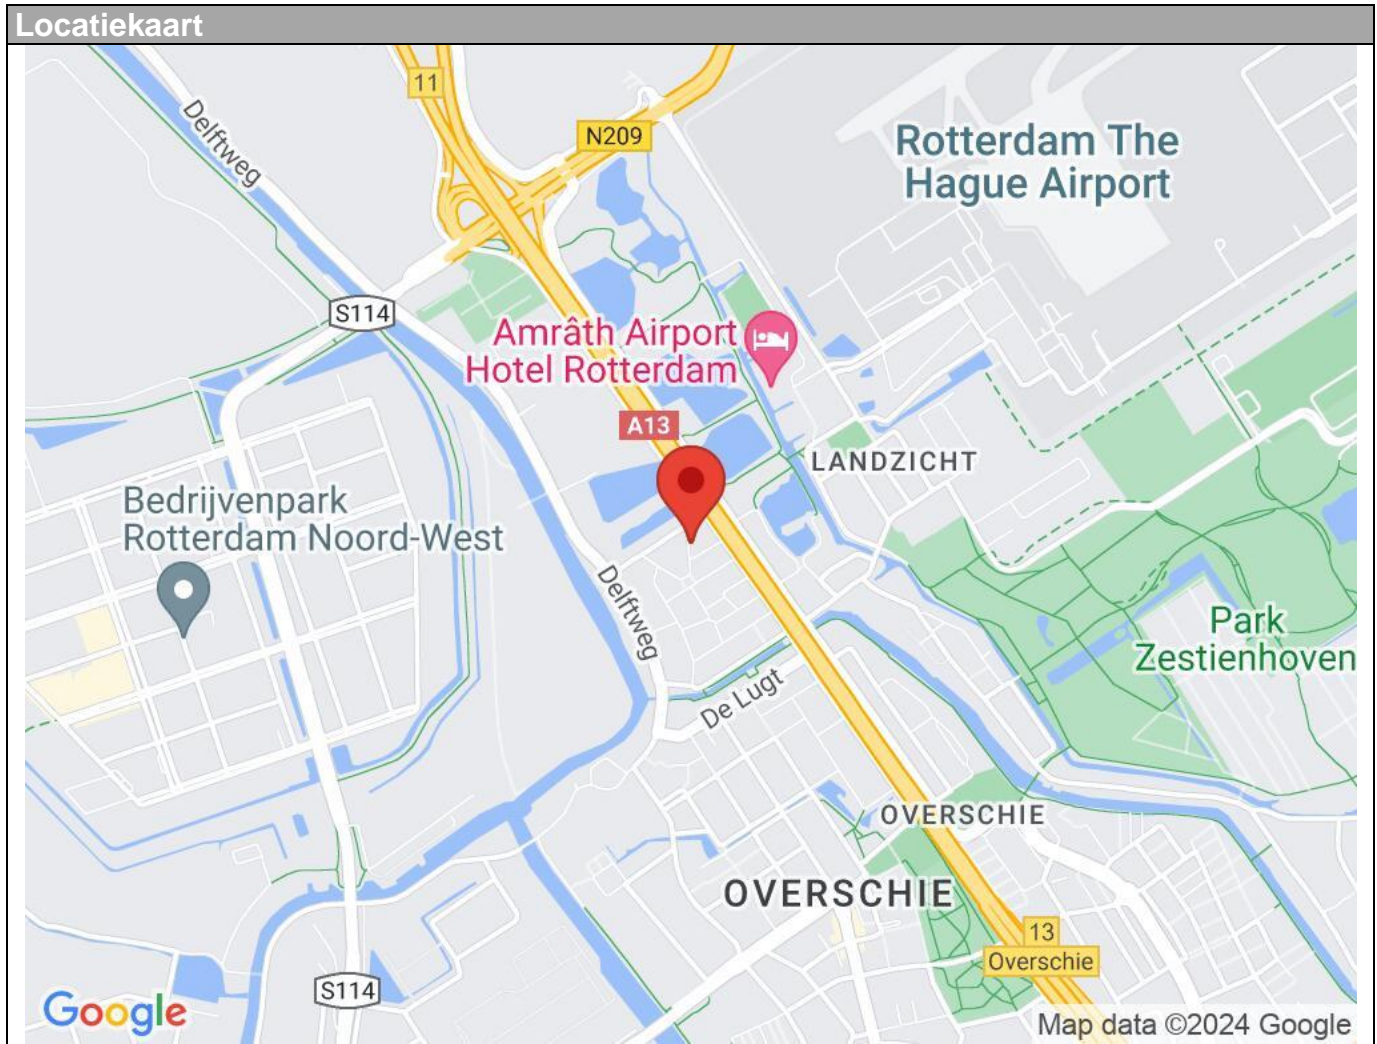 Locatiekaart
11
Delftweg
N209
Rotterdam The
Hague Airport
S114
Amrâth Airport
Hotel Rotterdam
A13
LANDZICHT
Bedrijvenpark
Rotterdam Noord-West
Delftweg
Park
Zestienhoven
De Lugt
OVERSCHIE
OVERSCHIE
13
Overschie
S114
Google
Map data ©2024 Google